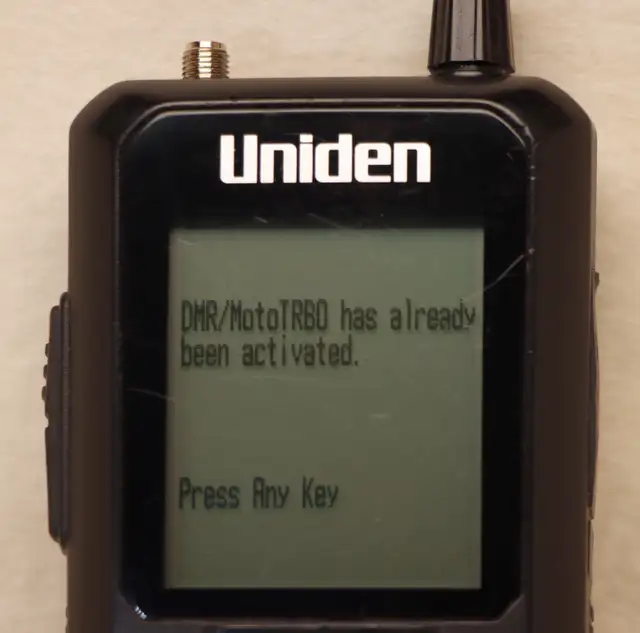 Uniden
DMR/MotoTRBO has already
been activated.
Press Any Key